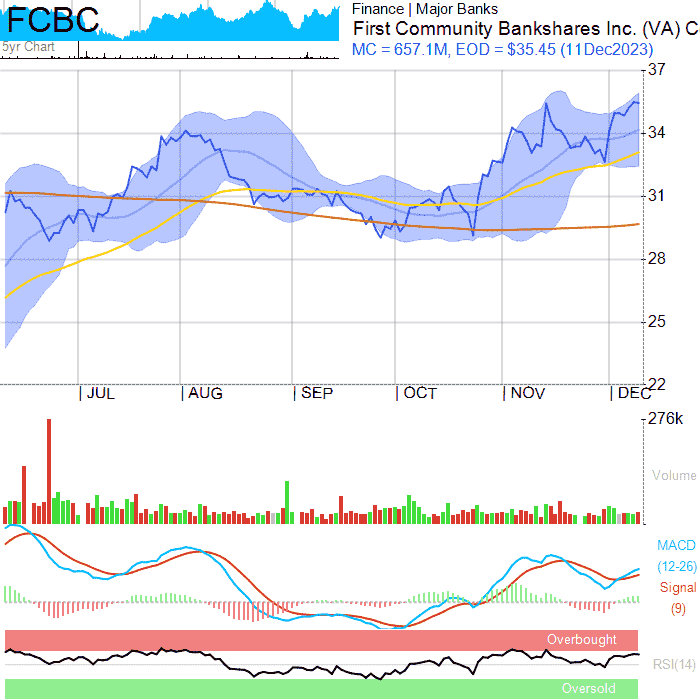 FCBC
Finance | Major Banks
First Community Bankshares Inc. (VA) C
5yr Chart
MC = 657.1M, EOD = $35.45 (11Dec2023)
37
34
31
28
25
22
JUL AUG SEP OCT NOV DEC
276k
Volume
MACD
(12-26)
Signal
(9)
Overbought
RSI(14)
Oversold